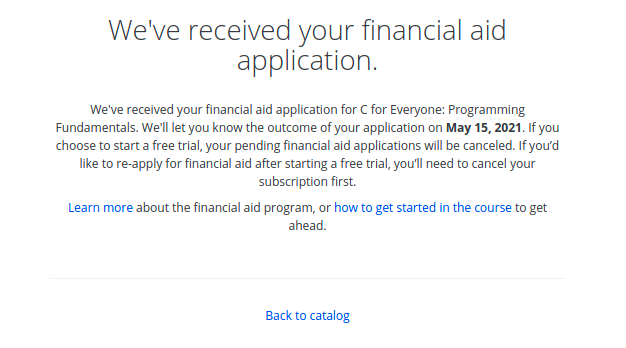 We've received your financial aid
application.
We've received your financial aid application for C for Everyone: Programming
Fundamentals. We'll let you know the outcome of your application on May 15, 2021. If you
choose to start a free trial, your pending financial aid applications will be canceled. If you'd
like to re-apply for financial aid after starting a free trial, you'll need to cancel your
subscription first.
Learn more about the financial aid program, or how to get started in the course to get
ahead.
Back to catalog